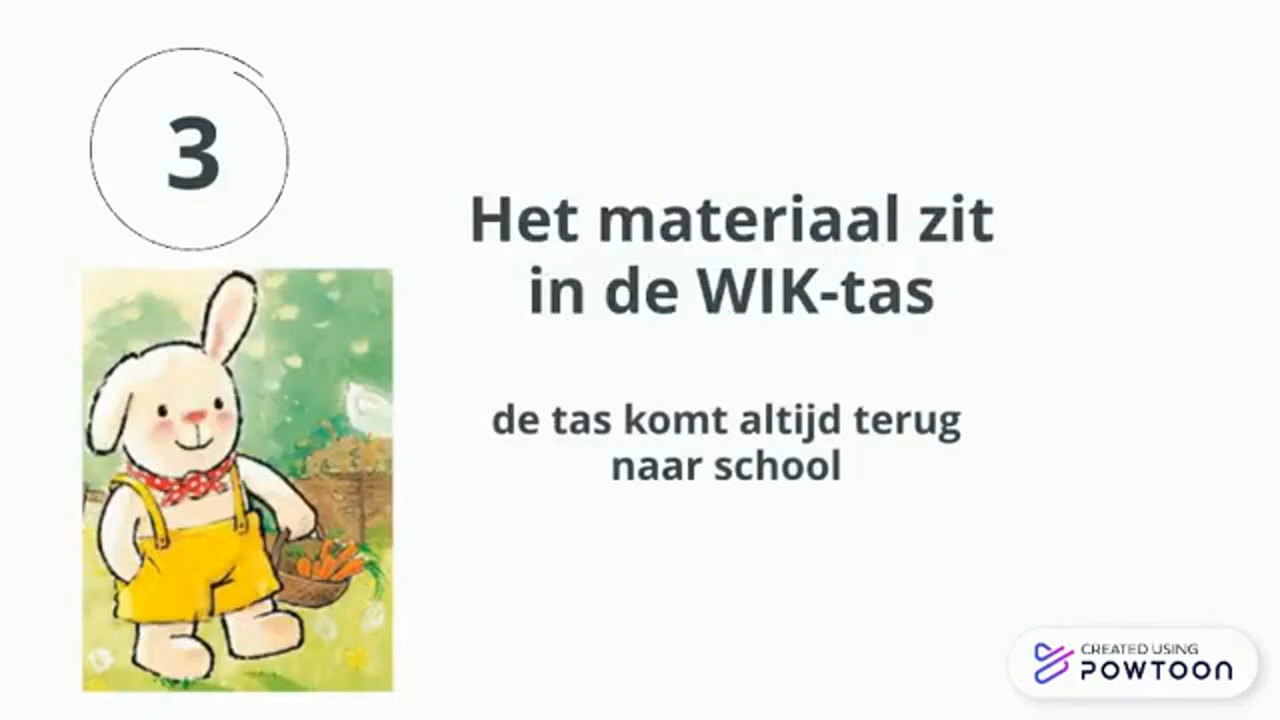 3
Het materiaal zit
in de WIK-tas
de tas komt altijd terug
naar school
CREATED USING
POWTOON